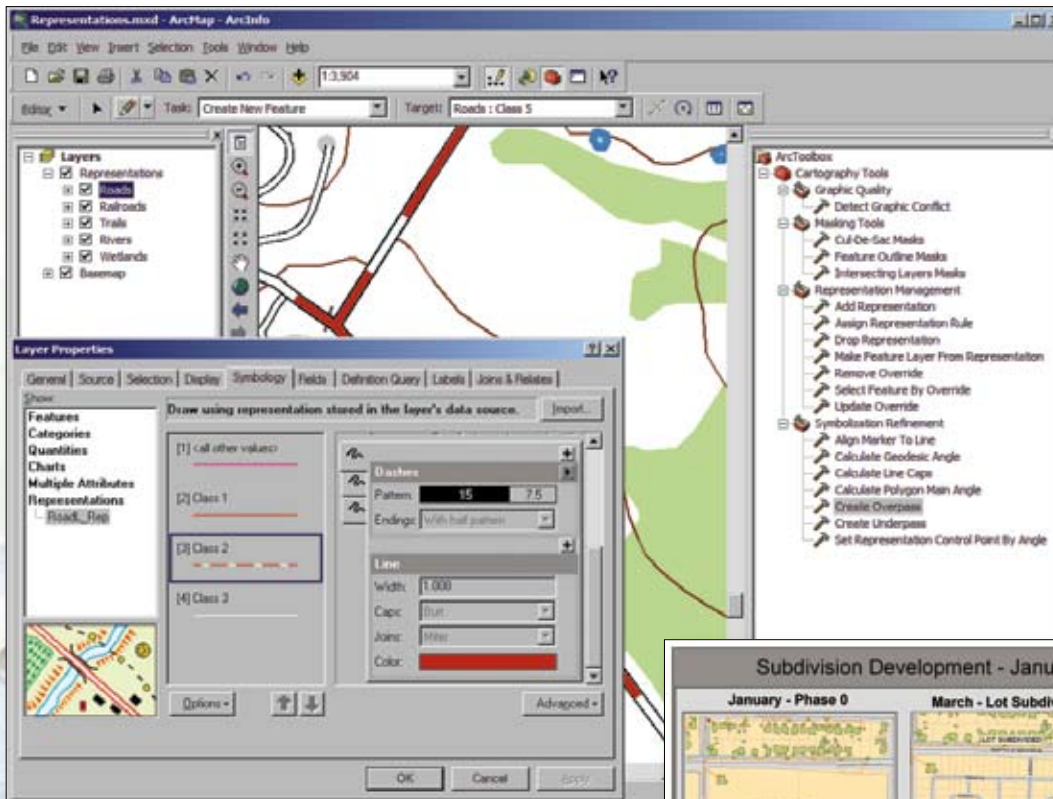 Representations.mxd - ArcMap - ArcInfo
File Edit View Insert Selection Tools Window Help
1:3,904
Editor Task: Create New Feature Target: Roads : Class 5
Layers
Representations
Roads
Railroads
Trails
Rivers
Wetlands
Basemap
ArcToolbox
Cartography Tools
Graphic Quality
Detect Graphic Conflict
Masking Tools
Cul-De-Sac Masks
Feature Outline Masks
Intersecting Layers Masks
Representation Management
Add Representation
Assign Representation Rule
Drop Representation
Make Feature Layer From Representation
Remove Override
Select Feature By Override
Update Override
Symbolization Refinement
Align Marker To Line
Calculate Geodesic Angle
Calculate Line Caps
Calculate Polygon Main Angle
Create Overpass
Create Underpass
Set Representation Control Point By Angle
Layer Properties
General Source Selection Display Symbology Fields Definition Query Labels Joins & Relates
Show:
Features
Categories
Quantities
Charts
Multiple Attributes
Representations
RoadL_Rep
Draw using representation stored in the layer's data source. Import...
[1] <all other values>
[2] Class 1
[3] Class 2
[4] Class 3
Dashes
Pattern: 15 7.5
Endings: With half pattern
Line
Width: 1.000
Caps: Butt
Joins: Miter
Color:
Options Advanced
OK Cancel Apply
Subdivision Development - Janu
January - Phase 0 March - Lot Subdiv
LOT SUBDIVIDED